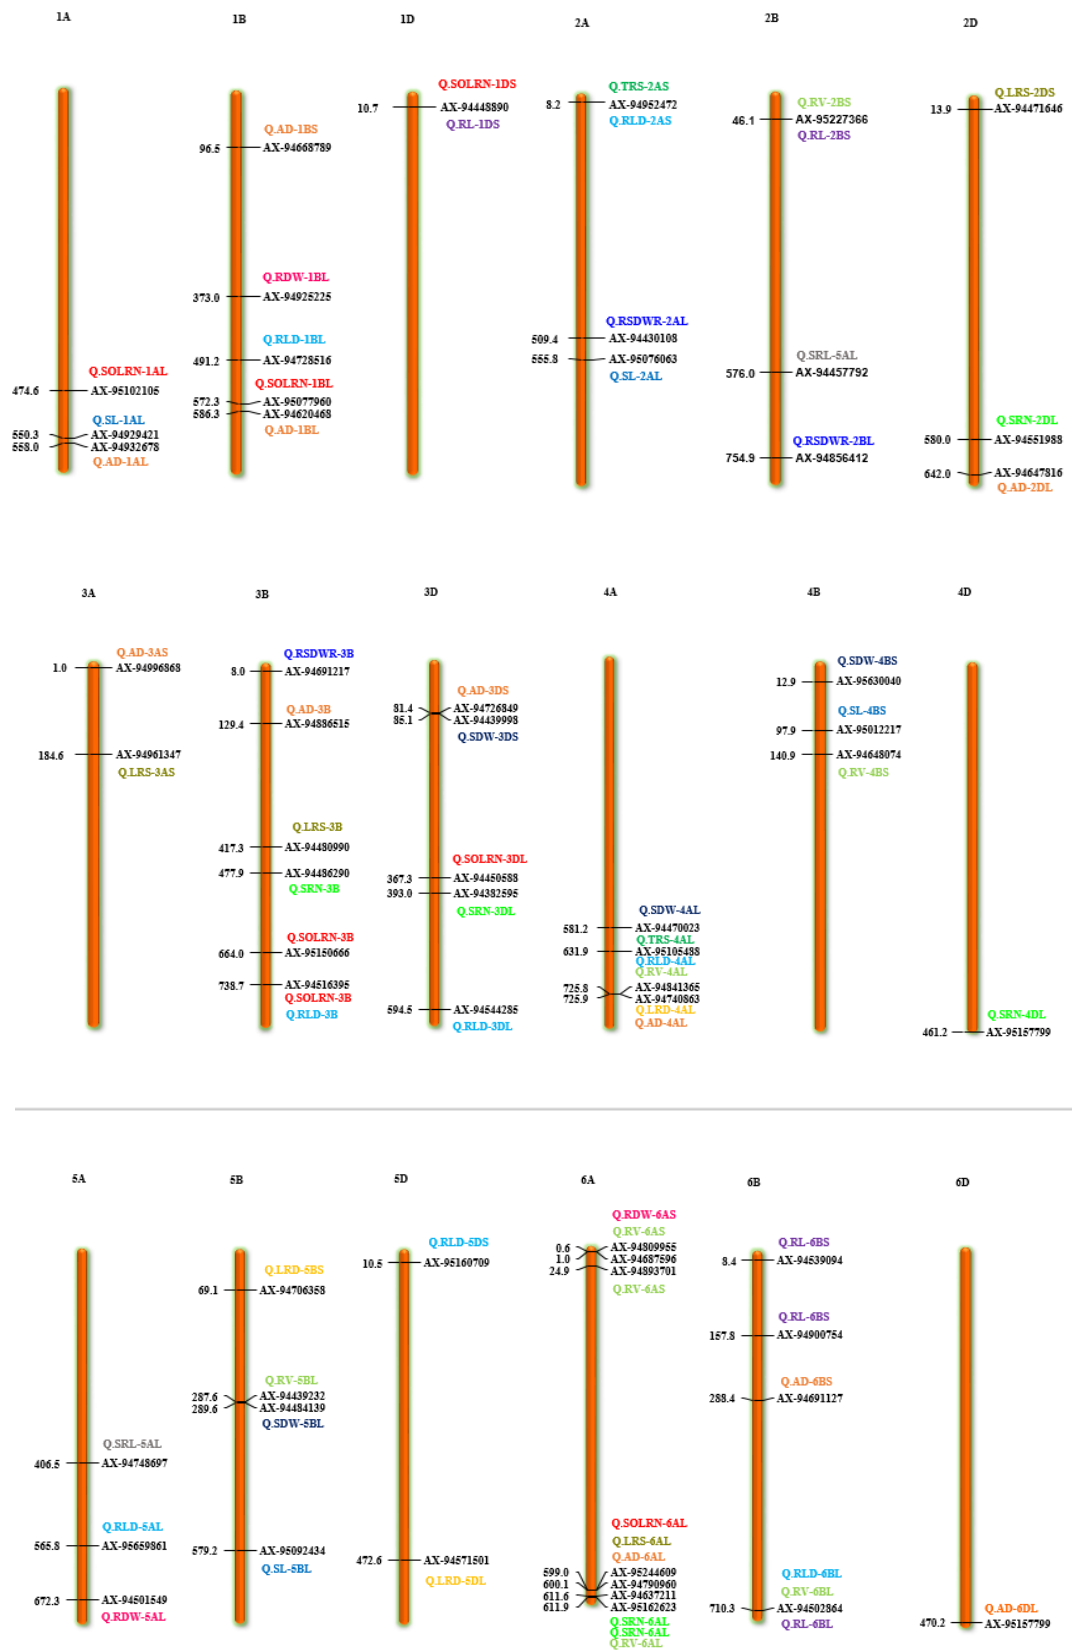 1A
1B
1D
2A
2B
2D
Q.SOLRN-1AL
474.6 AX-95102105
Q.SL-1AL
550.3 AX-94929421
558.0 AX-94932678
Q.AD-1AL
Q.AD-1BS
96.5 AX-94668789
Q.RDW-1BL
373.0 AX-94925225
Q.RLD-1BL
491.2 AX-94728516
Q.SOLRN-1BL
572.3 AX-95077960
586.3 AX-94620468
Q.AD-1BL
Q.SOLRN-1DS
10.7 AX-94448890
Q.RL-1DS
Q.TRS-2AS
8.2 AX-94952472
Q.RLD-2AS
Q.RSDWR-2AL
509.4 AX-94430108
555.8 AX-95076063
Q.SL-2AL
Q.RV-2BS
46.1 AX-95227366
Q.RL-2BS
Q.SRL-5AL
576.0 AX-94457792
Q.RSDWR-2BL
754.9 AX-94856412
Q.LRS-2DS
13.9 AX-94471646
Q.SRN-2DL
580.0 AX-94551988
642.0 AX-94647816
Q.AD-2DL
3A
3B
3D
4A
4B
4D
Q.AD-3AS
1.0 AX-94996868
184.6 AX-94961347
Q.LRS-3AS
Q.RSDWR-3B
8.0 AX-94691217
Q.AD-3B
129.4 AX-94886515
Q.LRS-3B
417.3 AX-94480990
477.9 AX-94486290
Q.SRN-3B
Q.SOLRN-3B
664.0 AX-95150666
738.7 AX-94516395
Q.SOLRN-3B
Q.RLD-3B
Q.AD-3DS
81.4 AX-94726849
85.1 AX-94439998
Q.SDW-3DS
Q.SOLRN-3DL
367.3 AX-94450588
393.0 AX-94382595
Q.SRN-3DL
594.5 AX-94544285
Q.RLD-3DL
Q.SDW-4AL
581.2 AX-94470023
Q.TRS-4AL
631.9 AX-95105488
Q.RLD-4AL
Q.RV-4AL
725.8 AX-94841365
725.9 AX-94740863
Q.LRD-4AL
Q.AD-4AL
Q.SDW-4BS
12.9 AX-95630040
Q.SL-4BS
97.9 AX-95012217
140.9 AX-94648074
Q.RV-4BS
Q.SRN-4DL
461.2 AX-95157799
5A
5B
5D
6A
6B
6D
Q.SRL-5AL
406.5 AX-94748697
Q.RLD-5AL
565.8 AX-95659861
672.3 AX-94501549
Q.RDW-5AL
Q.LRD-5BS
69.1 AX-94706358
Q.RV-5BL
287.6 AX-94439232
289.6 AX-94484139
Q.SDW-5BL
579.2 AX-95092434
Q.SL-5BL
Q.RLD-5DS
10.5 AX-95160709
472.6 AX-94571501
Q.LRD-5DL
Q.RDW-6AS
Q.RV-6AS
0.6 AX-94809955
1.0 AX-94687596
24.9 AX-94893701
Q.RV-6AS
Q.SOLRN-6AL
Q.LRS-6AL
Q.AD-6AL
599.0 AX-95244609
600.1 AX-94790960
611.6 AX-94637211
611.9 AX-95162623
Q.SRN-6AL
Q.SRN-6AL
Q.RV-6AL
Q.RL-6BS
8.4 AX-94539094
Q.RL-6BS
157.8 AX-94900754
Q.AD-6BS
288.4 AX-94691127
Q.RLD-6BL
Q.RV-6BL
710.3 AX-94502864
Q.RL-6BL
Q.AD-6DL
470.2 AX-95157799